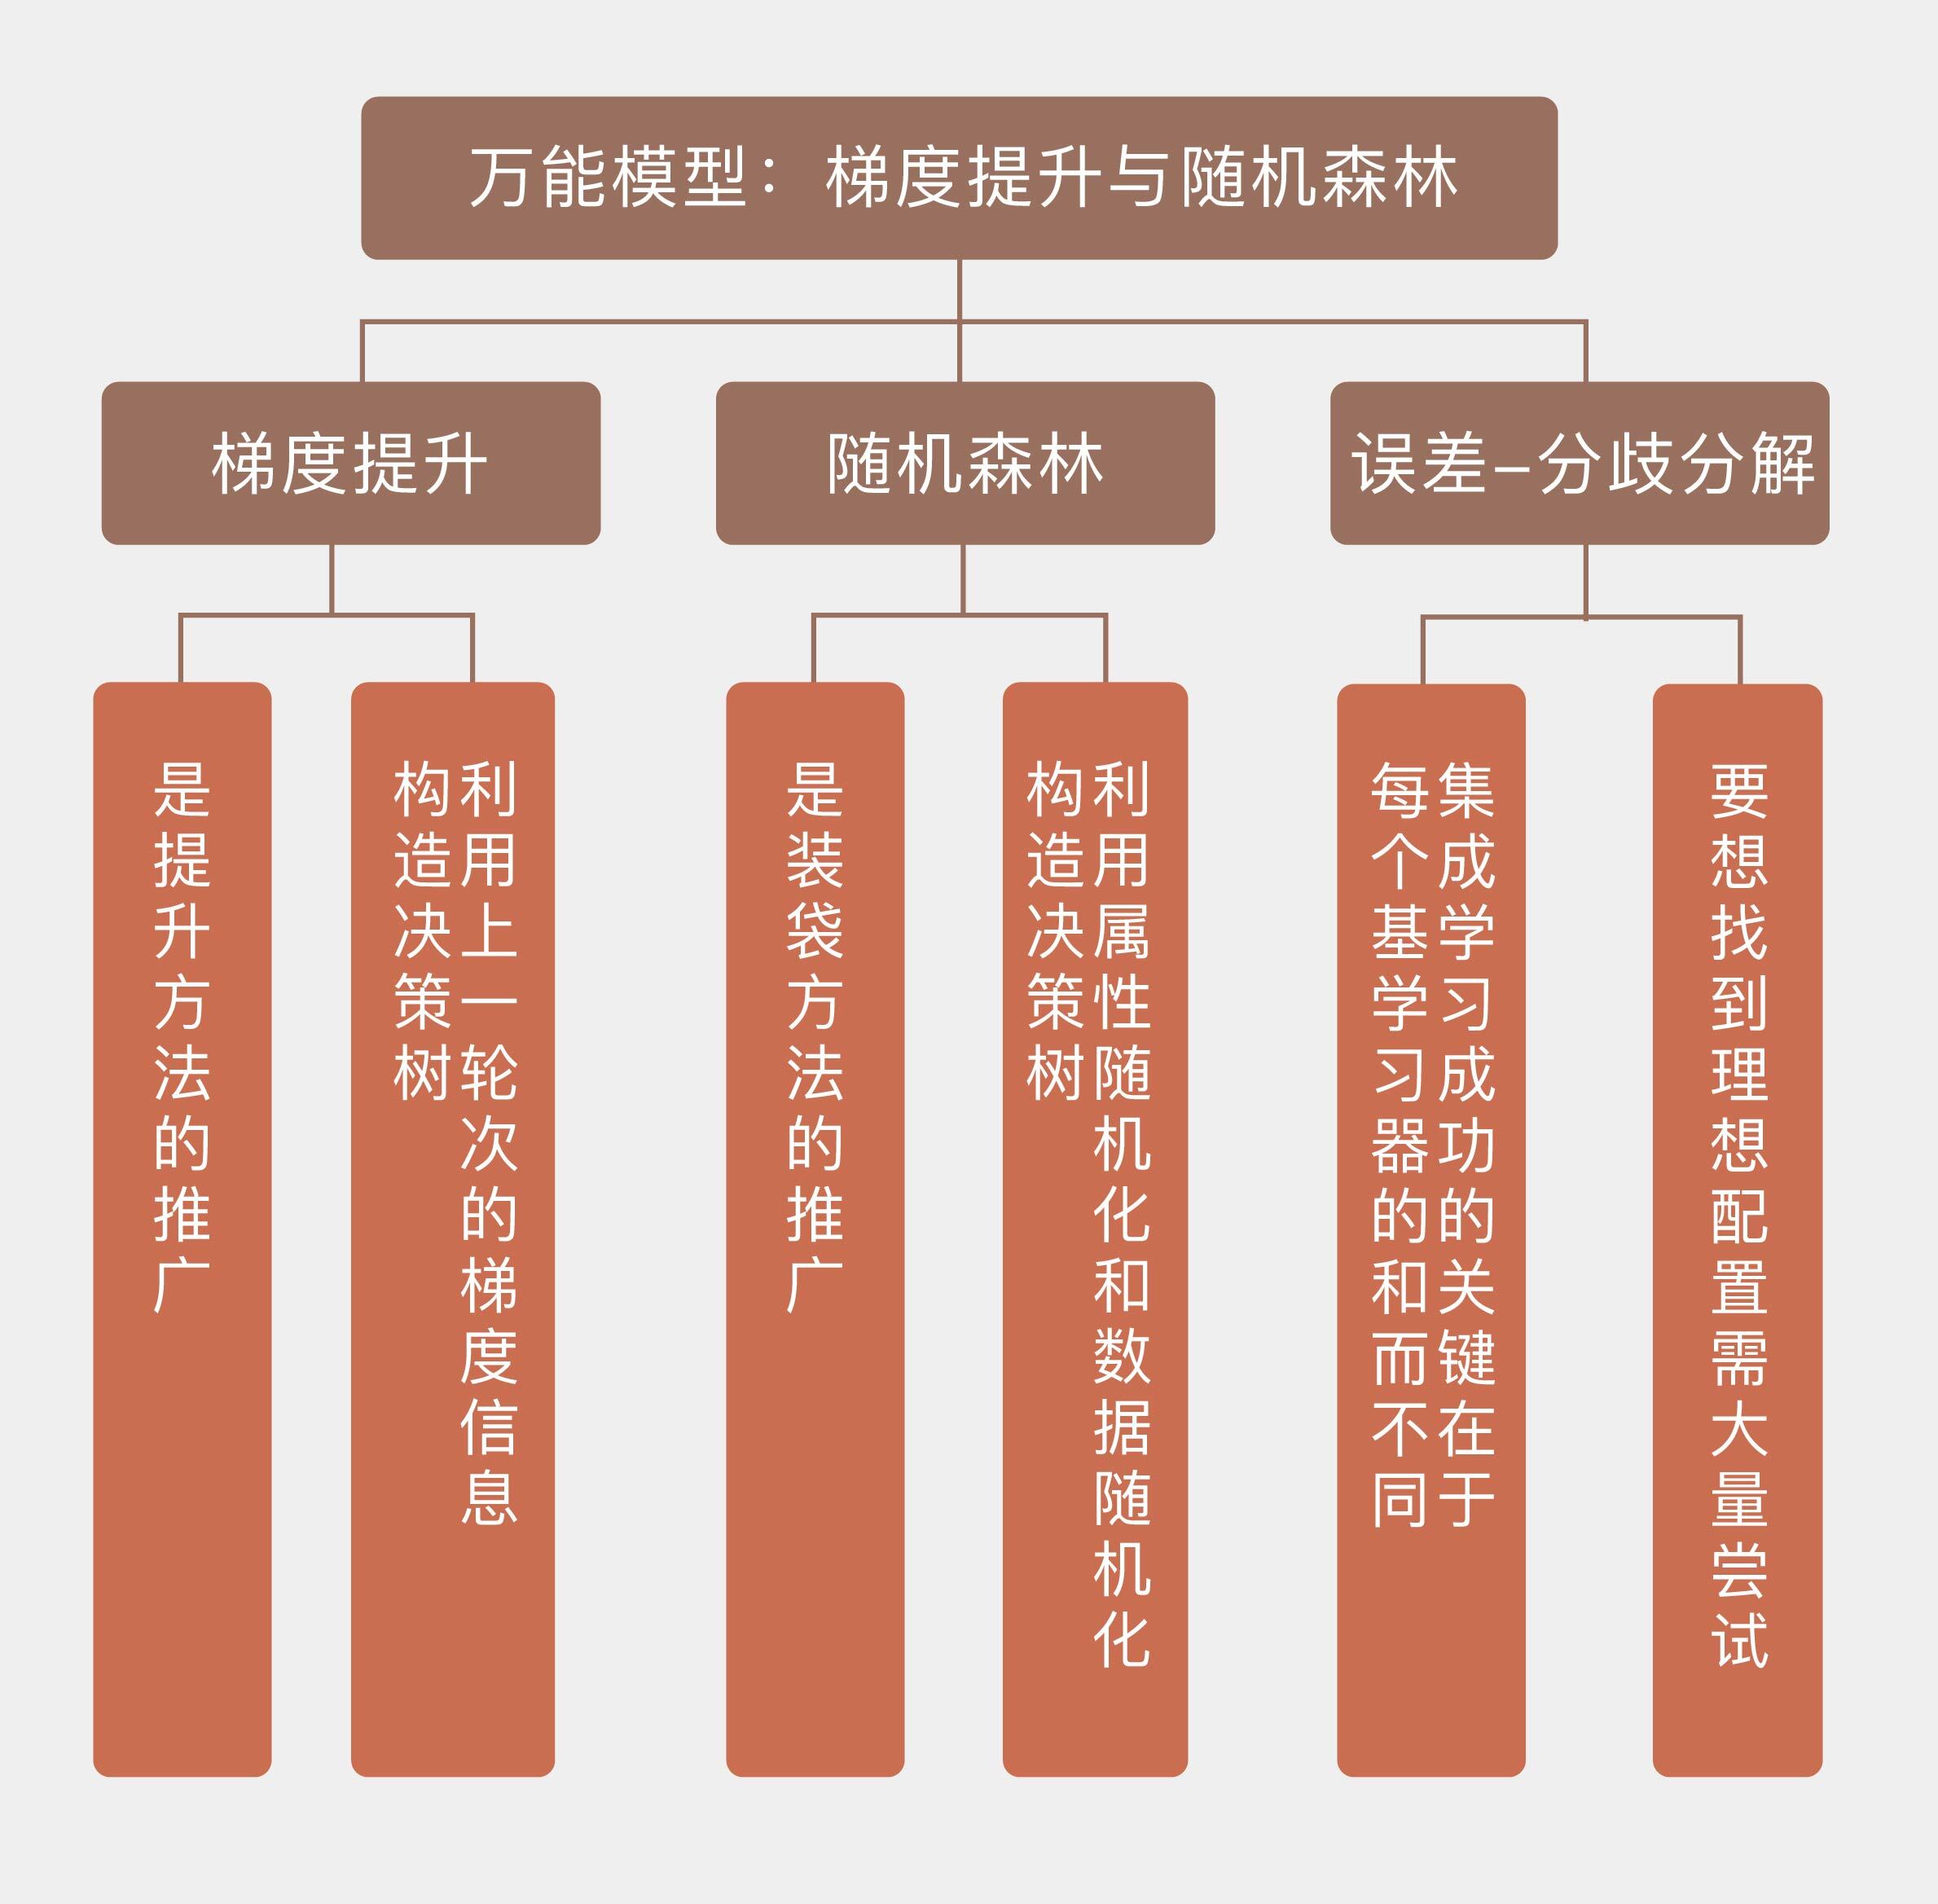 万能模型：梯度提升与随机森林
梯度提升
随机森林
误差—分歧分解
是提升方法的推广
利用上一轮次的梯度信息
构造决策树
是装袋方法的推广
利用属性随机化和数据随机化
构造决策树
集成学习成功的关键在于
每个基学习器的和而不同
要想找到理想配置需大量尝试